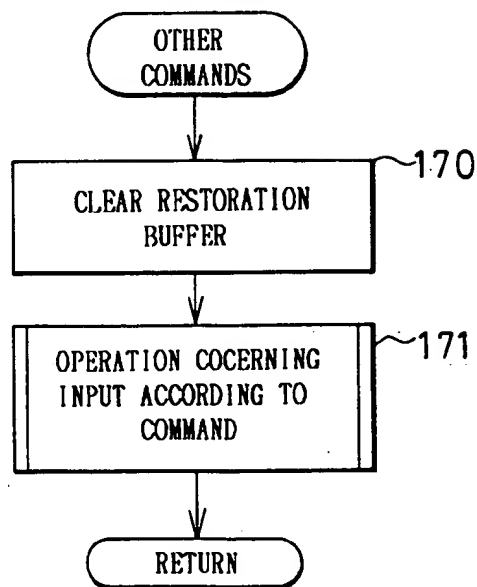 OTHER
COMMANDS
170
CLEAR RESTORATION
BUFFER
171
OPERATION COCERNING
INPUT ACCORDING TO
COMMAND
RETURN